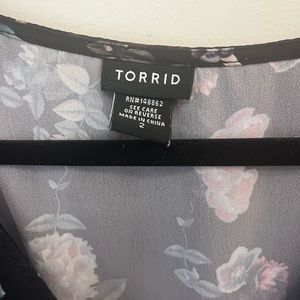 TORRID
RN#148862
SEE CARE
ON REVERSE
MADE IN CHINA
2